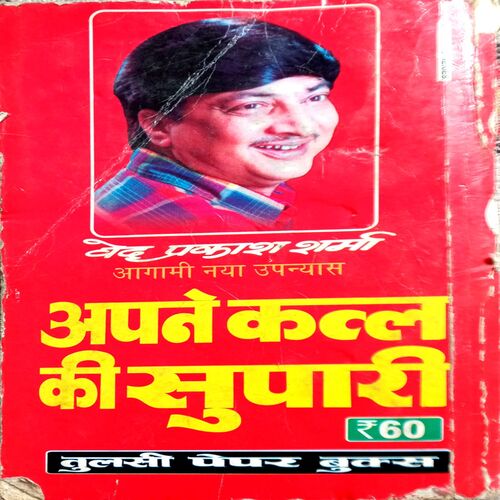 वेद प्रकाश शर्मा
आगामी नया उपन्यास
अपने कत्ल
की सुपारी
₹60
तुलसी पेपर बुक्स